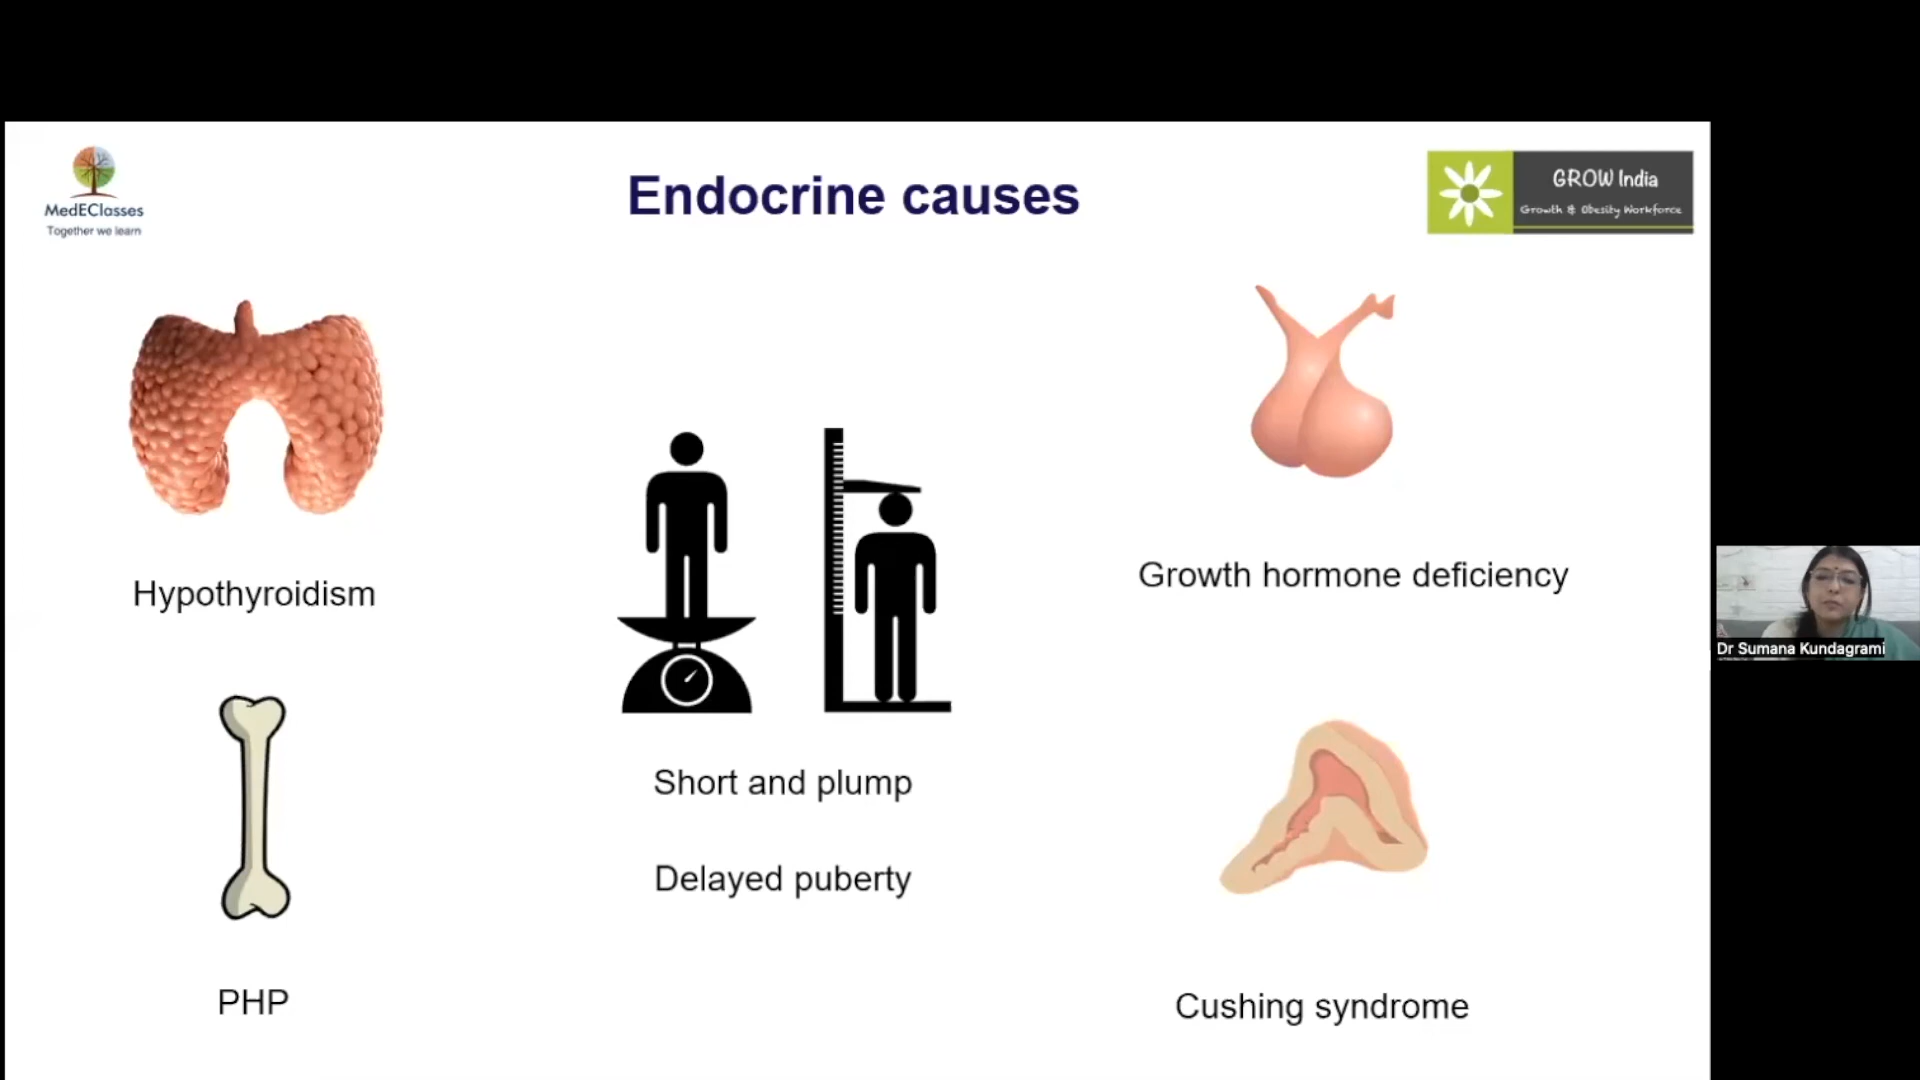 MedEClasses
Together we learn
Endocrine causes
GROW India
Growth & Obesity Workforce
Hypothyroidism
Growth hormone deficiency
Short and plump
Delayed puberty
PHP
Cushing syndrome
Dr Sumana Kundagrami